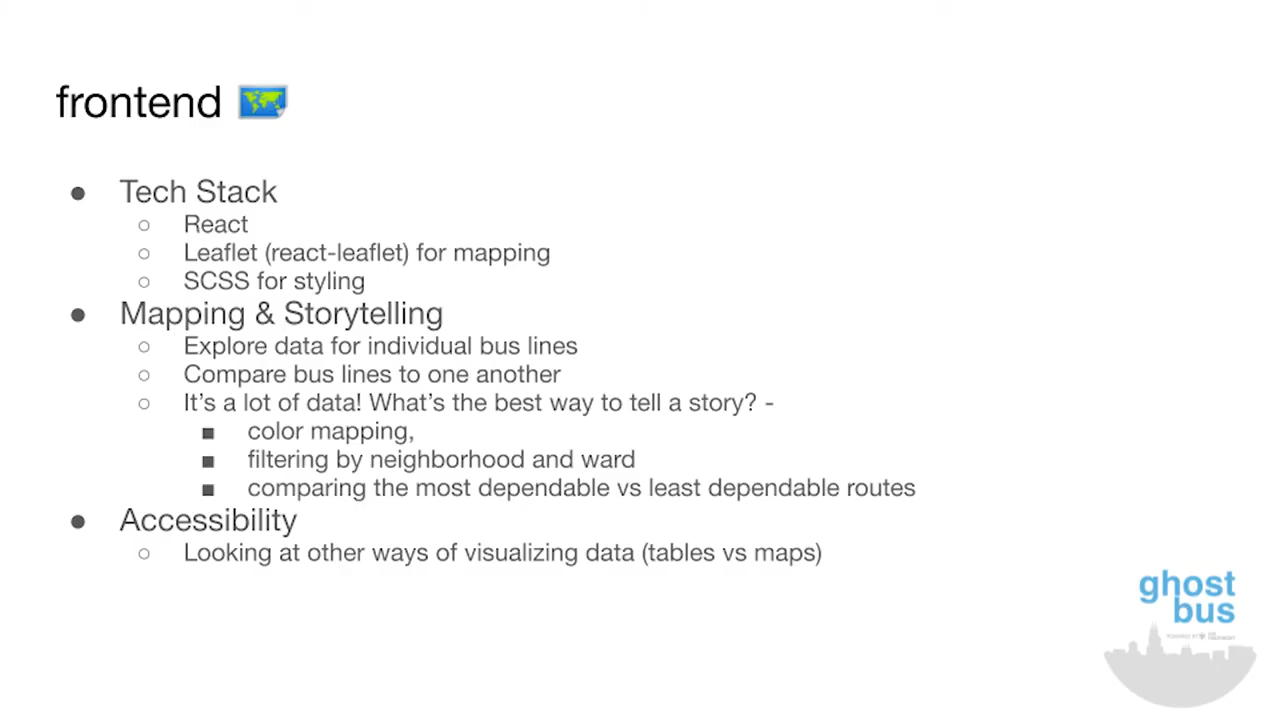 frontend 🗺️
● Tech Stack
○ React
○ Leaflet (react-leaflet) for mapping
○ SCSS for styling
● Mapping & Storytelling
○ Explore data for individual bus lines
○ Compare bus lines to one another
○ It’s a lot of data! What’s the best way to tell a story? -
■ color mapping,
■ filtering by neighborhood and ward
■ comparing the most dependable vs least dependable routes
● Accessibility
○ Looking at other ways of visualizing data (tables vs maps)
ghost
bus
POWERED BY